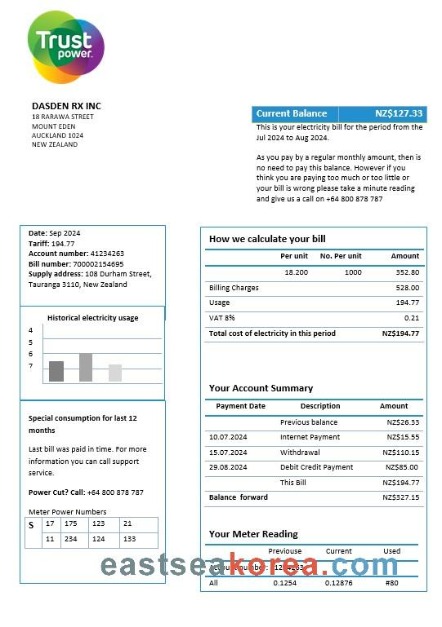 Trust
power.
DASDEN RX INC
18 RARAWA STREET
MOUNT EDEN
AUCKLAND 1024
NEW ZEALAND
Current Balance NZ$127.33
This is your electricity bill for the period from the
Jul 2024 to Aug 2024.
As you pay by a regular monthly amount, then is
no need to pay this balance. However if you
think you are paying too much or too little or
your bill is wrong please take a minute reading
and give us a call on +64 800 878 787
Date: Sep 2024
Tariff: 194.77
Account number: 41234263
Bill number: 700002154695
Supply address: 108 Durham Street,
Tauranga 3110, New Zealand
Historical electricity usage
4
5
6
7
Special consumption for last 12
months
Last bill was paid in time. For more
information you can call support
service.
Power Cut? Call: +64 800 878 787
Meter Power Numbers
S 17 175 123 21
11 234 124 133
How we calculate your bill
Per unit No. Per unit Amount
18.200 1000 352.80
Billing Charges 528.00
Usage 194.77
VAT 8% 0.21
Total cost of electricity in this period NZ$194.77
Your Account Summary
Payment Date Description Amount
Previous balance NZ$26.33
10.07.2024 Internet Payment NZ$15.55
15.07.2024 Withdrawal NZ$110.15
29.08.2024 Debit Credit Payment NZ$85.00
This Bill NZ$194.77
Balance forward NZ$327.15
Your Meter Reading
Previouse Current Used
eastseakorea.com
All 0.1254 0.12876 #80